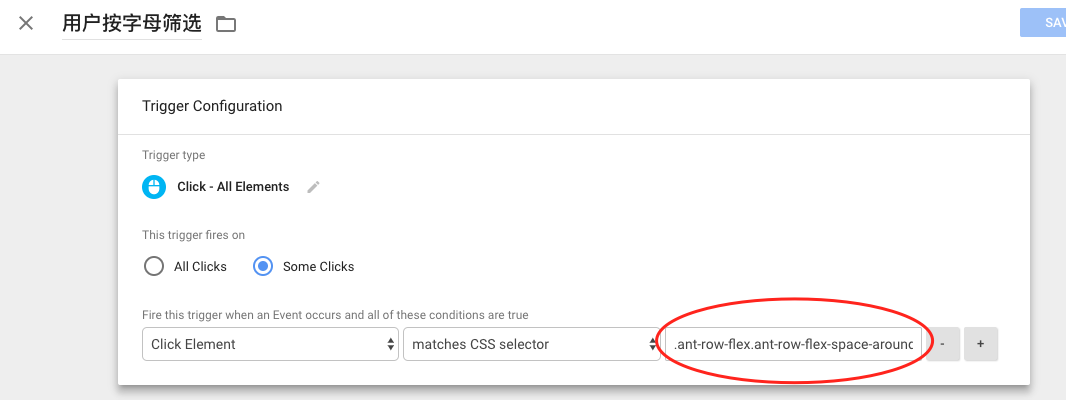 用户按字母筛选
SAV
Trigger Configuration
Trigger type
Click - All Elements
This trigger fires on
All Clicks
Some Clicks
Fire this trigger when an Event occurs and all of these conditions are true
Click Element
matches CSS selector
.ant-row-flex.ant-row-flex-space-around
-
+